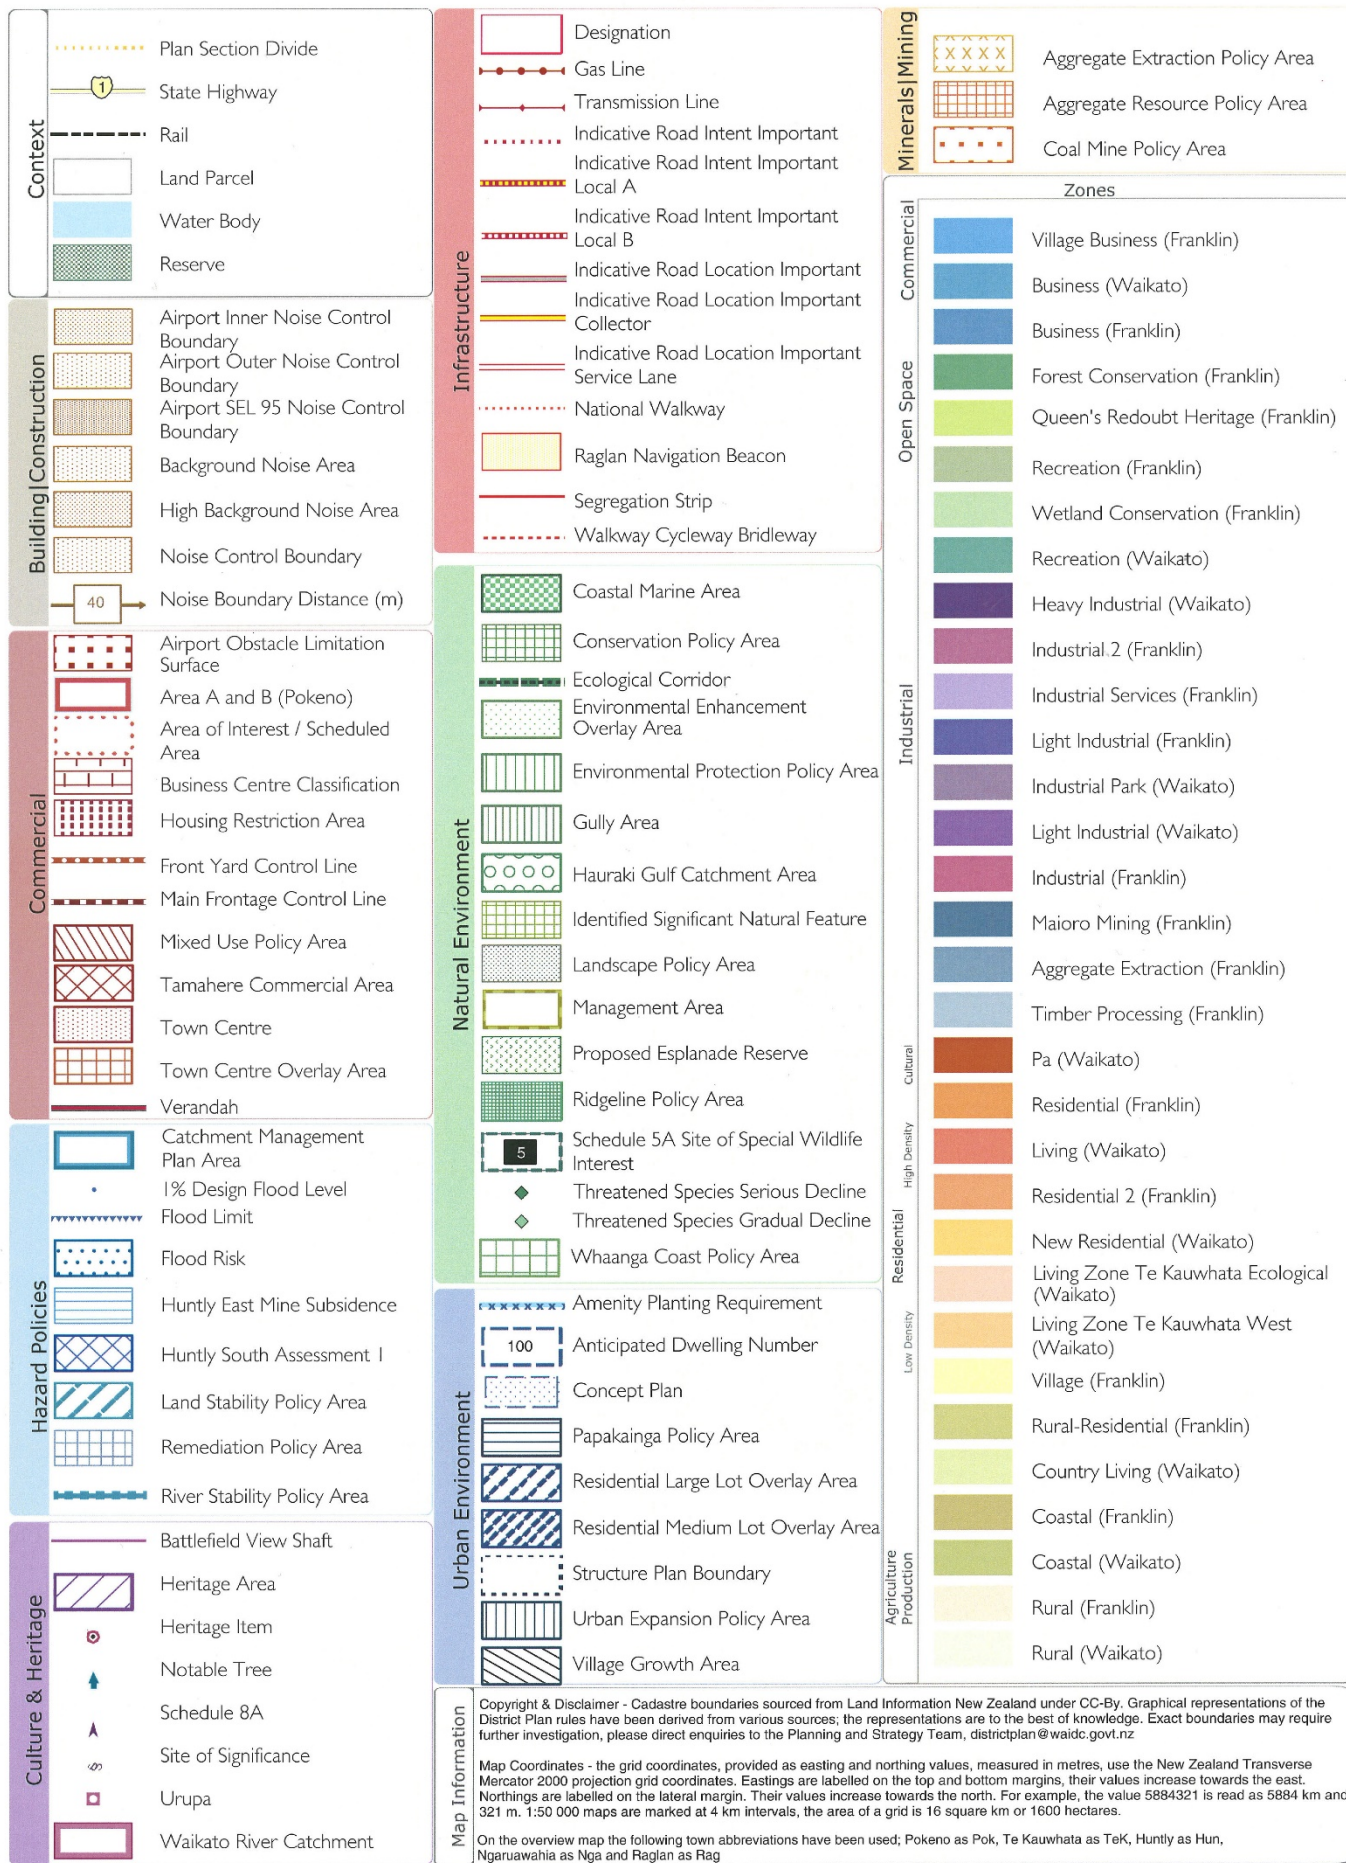 Context
Plan Section Divide
1
State Highway
Rail
Land Parcel
Water Body
Reserve
Building|Construction
Airport Inner Noise Control
Boundary
Airport Outer Noise Control
Boundary
Airport SEL 95 Noise Control
Boundary
Background Noise Area
High Background Noise Area
Noise Control Boundary
40
Noise Boundary Distance (m)
Commercial
Airport Obstacle Limitation
Surface
Area A and B (Pokeno)
Area of Interest / Scheduled
Area
Business Centre Classification
Housing Restriction Area
Front Yard Control Line
Main Frontage Control Line
Mixed Use Policy Area
Tamahere Commercial Area
Town Centre
Town Centre Overlay Area
Verandah
Hazard Policies
Catchment Management
Plan Area
1% Design Flood Level
Flood Limit
Flood Risk
Huntly East Mine Subsidence
Huntly South Assessment 1
Land Stability Policy Area
Remediation Policy Area
River Stability Policy Area
Culture & Heritage
Battlefield View Shaft
Heritage Area
Heritage Item
Notable Tree
Schedule 8A
Site of Significance
Urupa
Waikato River Catchment
Infrastructure
Designation
Gas Line
Transmission Line
Indicative Road Intent Important
Indicative Road Intent Important
Local A
Indicative Road Intent Important
Local B
Indicative Road Location Important
Indicative Road Location Important
Collector
Indicative Road Location Important
Service Lane
National Walkway
Raglan Navigation Beacon
Segregation Strip
Walkway Cycleway Bridleway
Natural Environment
Coastal Marine Area
Conservation Policy Area
Ecological Corridor
Environmental Enhancement
Overlay Area
Environmental Protection Policy Area
Gully Area
Hauraki Gulf Catchment Area
Identified Significant Natural Feature
Landscape Policy Area
Management Area
Proposed Esplanade Reserve
Ridgeline Policy Area
5
Schedule 5A Site of Special Wildlife
Interest
Threatened Species Serious Decline
Threatened Species Gradual Decline
Whaanga Coast Policy Area
Urban Environment
Amenity Planting Requirement
100
Anticipated Dwelling Number
Concept Plan
Papakainga Policy Area
Residential Large Lot Overlay Area
Residential Medium Lot Overlay Area
Structure Plan Boundary
Urban Expansion Policy Area
Village Growth Area
Minerals|Mining
Aggregate Extraction Policy Area
Aggregate Resource Policy Area
Coal Mine Policy Area
Zones
Commercial
Village Business (Franklin)
Business (Waikato)
Business (Franklin)
Open Space
Forest Conservation (Franklin)
Queen's Redoubt Heritage (Franklin)
Recreation (Franklin)
Wetland Conservation (Franklin)
Recreation (Waikato)
Industrial
Heavy Industrial (Waikato)
Industrial 2 (Franklin)
Industrial Services (Franklin)
Light Industrial (Franklin)
Industrial Park (Waikato)
Light Industrial (Waikato)
Industrial (Franklin)
Maioro Mining (Franklin)
Aggregate Extraction (Franklin)
Timber Processing (Franklin)
Cultural
Pa (Waikato)
Residential
High Density
Residential (Franklin)
Living (Waikato)
Residential 2 (Franklin)
New Residential (Waikato)
Low Density
Living Zone Te Kauwhata Ecological
(Waikato)
Living Zone Te Kauwhata West
(Waikato)
Village (Franklin)
Rural-Residential (Franklin)
Country Living (Waikato)
Agriculture
Production
Coastal (Franklin)
Coastal (Waikato)
Rural (Franklin)
Rural (Waikato)
Map Information
Copyright & Disclaimer - Cadastre boundaries sourced from Land Information New Zealand under CC-By. Graphical representations of the
District Plan rules have been derived from various sources; the representations are to the best of knowledge. Exact boundaries may require
further investigation, please direct enquiries to the Planning and Strategy Team, districtplan@waidc.govt.nz
Map Coordinates - the grid coordinates, provided as easting and northing values, measured in metres, use the New Zealand Transverse
Mercator 2000 projection grid coordinates. Eastings are labelled on the top and bottom margins, their values increase towards the east.
Northings are labelled on the lateral margin. Their values increase towards the north. For example, the value 5884321 is read as 5884 km and
321 m. 1:50 000 maps are marked at 4 km intervals, the area of a grid is 16 square km or 1600 hectares.
On the overview map the following town abbreviations have been used; Pokeno as Pok, Te Kauwhata as TeK, Huntly as Hun,
Ngaruawahia as Nga and Raglan as Rag